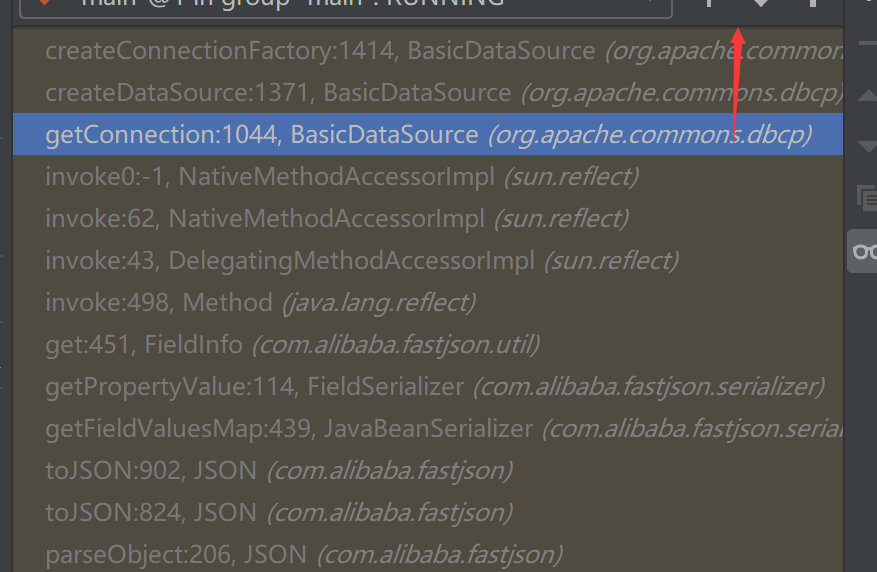 "main"@1 in group "main": RUNNING
createConnectionFactory:1414, BasicDataSource (org.apache.common
createDataSource:1371, BasicDataSource (org.apache.commons.dbcp)
getConnection:1044, BasicDataSource (org.apache.commons.dbcp)
invoke0:-1, NativeMethodAccessorImpl (sun.reflect)
invoke:62, NativeMethodAccessorImpl (sun.reflect)
invoke:43, DelegatingMethodAccessorImpl (sun.reflect)
invoke:498, Method (java.lang.reflect)
get:451, FieldInfo (com.alibaba.fastjson.util)
getPropertyValue:114, FieldSerializer (com.alibaba.fastjson.serializer)
getFieldValuesMap:439, JavaBeanSerializer (com.alibaba.fastjson.serial
toJSON:902, JSON (com.alibaba.fastjson)
toJSON:824, JSON (com.alibaba.fastjson)
parseObject:206, JSON (com.alibaba.fastjson)